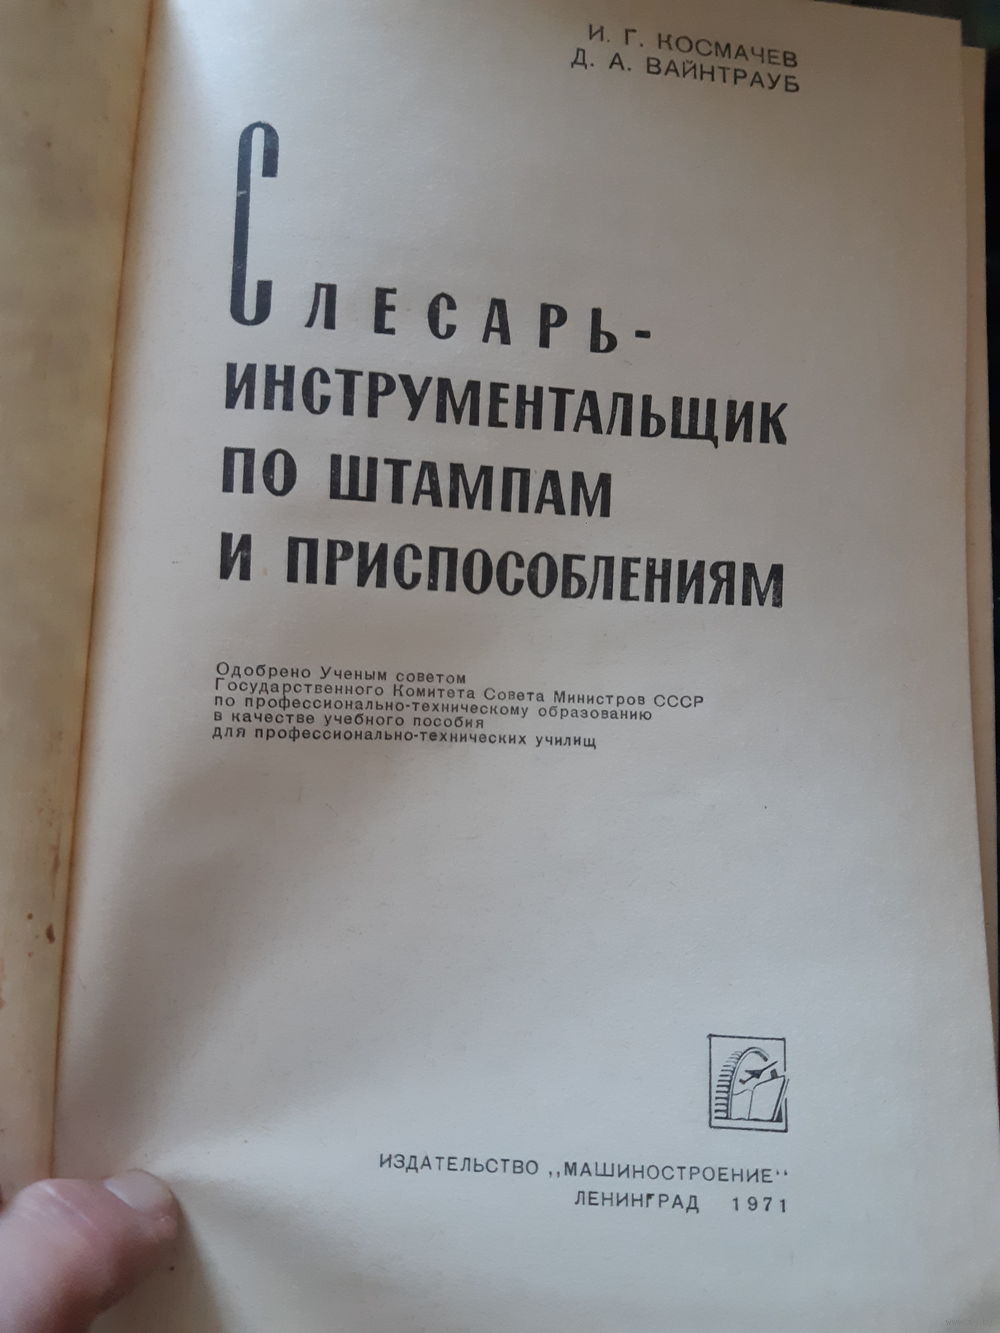 И. Г. КОСМАЧЕВ
Д. А. ВАЙНТРАУБ
СЛЕСАРЬ-
ИНСТРУМЕНТАЛЬЩИК
ПО ШТАМПАМ
И ПРИСПОСОБЛЕНИЯМ
Одобрено Ученым советом
Государственного Комитета Совета Министров СССР
по профессионально-техническому образованию
в качестве учебного пособия
для профессионально-технических училищ
ИЗДАТЕЛЬСТВО „МАШИНОСТРОЕНИЕ“
ЛЕНИНГРАД 1971